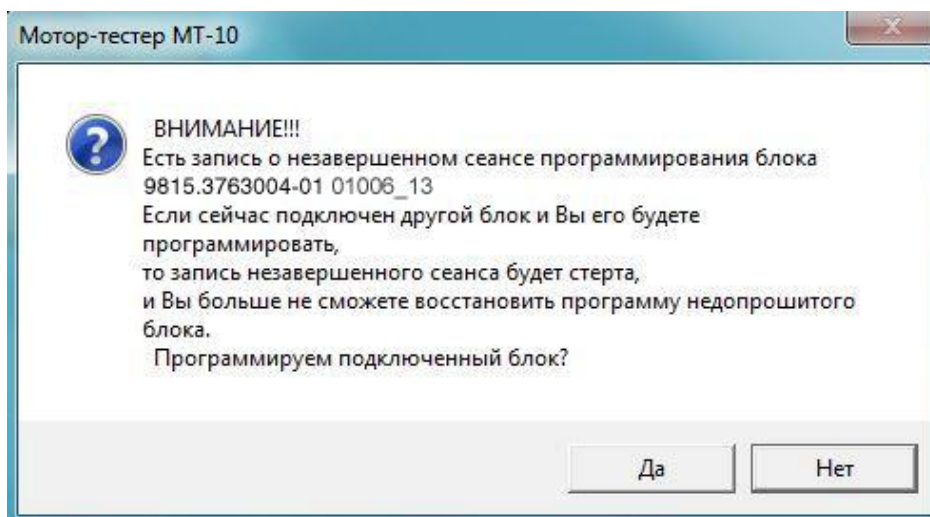 Мотор-тестер МТ-10
ВНИМАНИЕ!!!
Есть запись о незавершенном сеансе программирования блока
9815.3763004-01 01006_13
Если сейчас подключен другой блок и Вы его будете
программировать,
то запись незавершенного сеанса будет стерта,
и Вы больше не сможете восстановить программу недопрошитого
блока.
Программируем подключенный блок?
Да
Нет